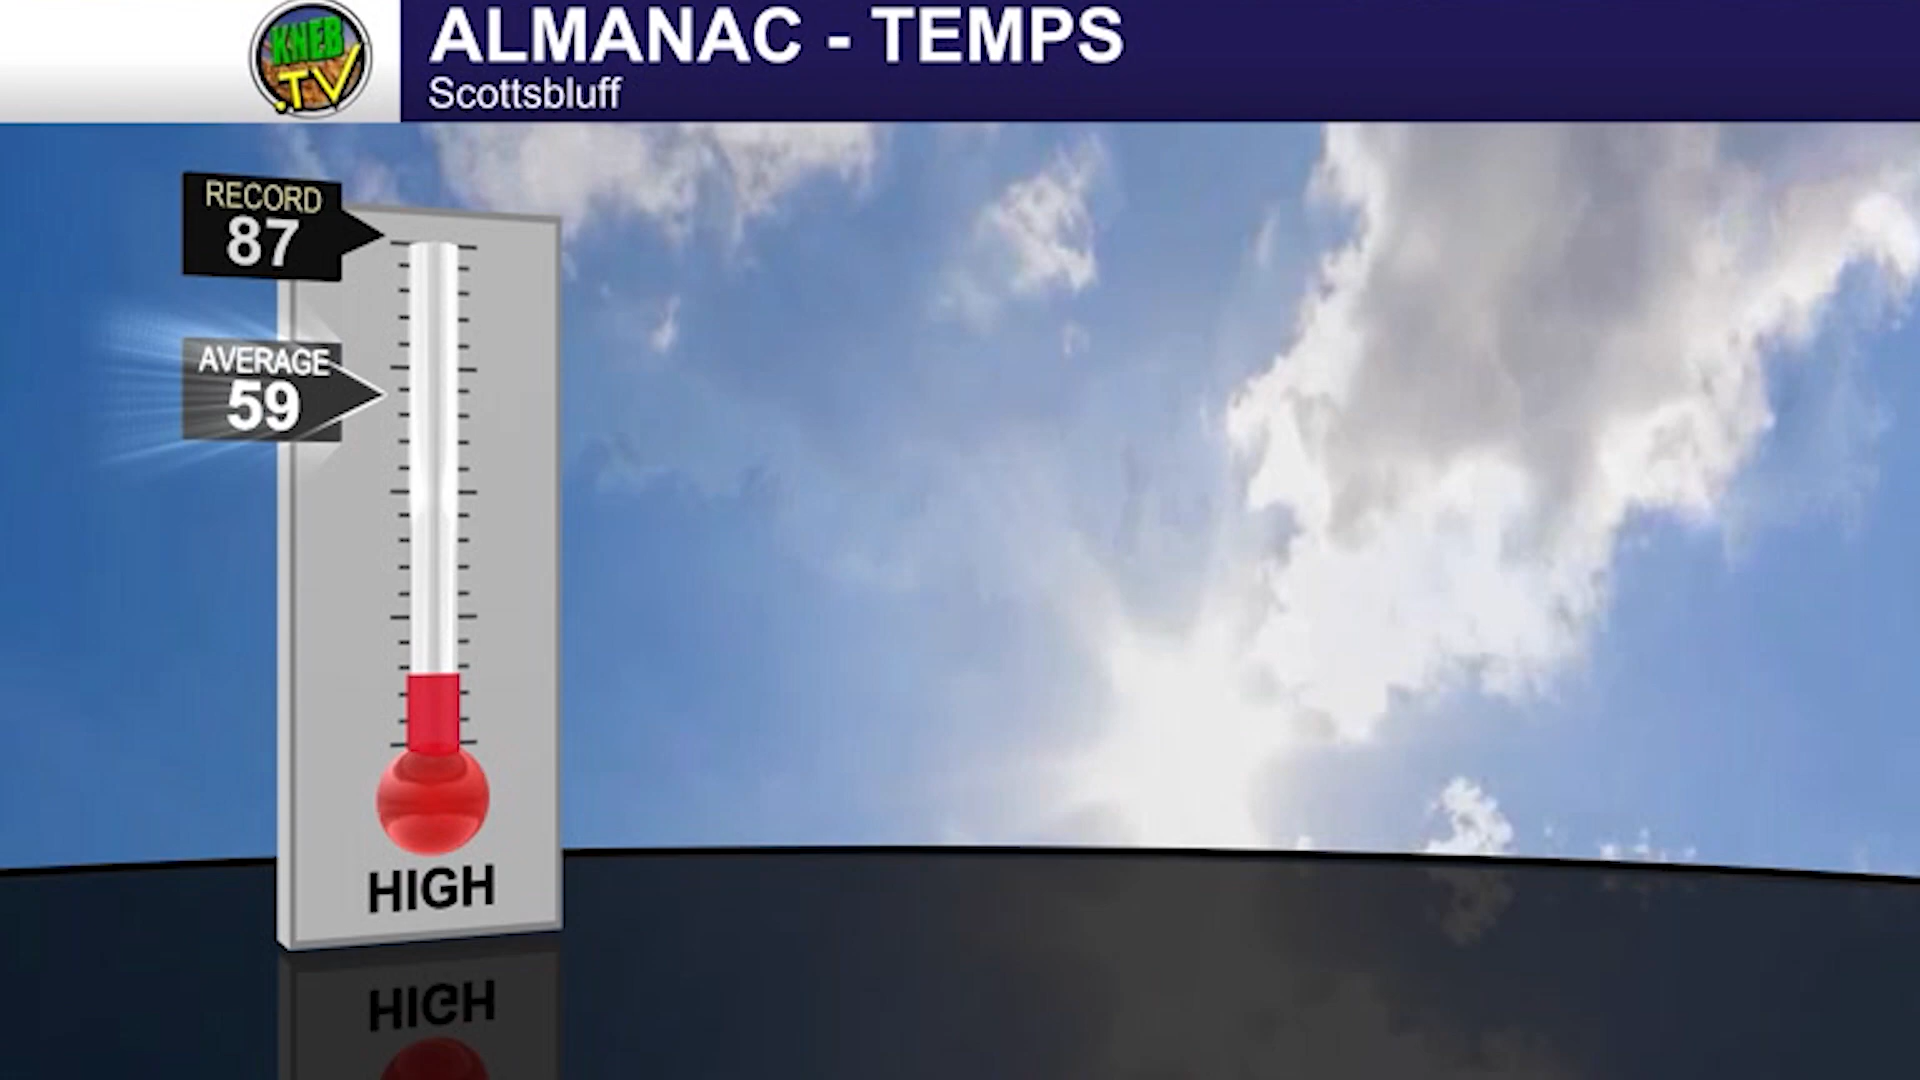 KNEB
.TV
ALMANAC - TEMPS
Scottsbluff
RECORD
87
AVERAGE
59
HIGH
HIGH